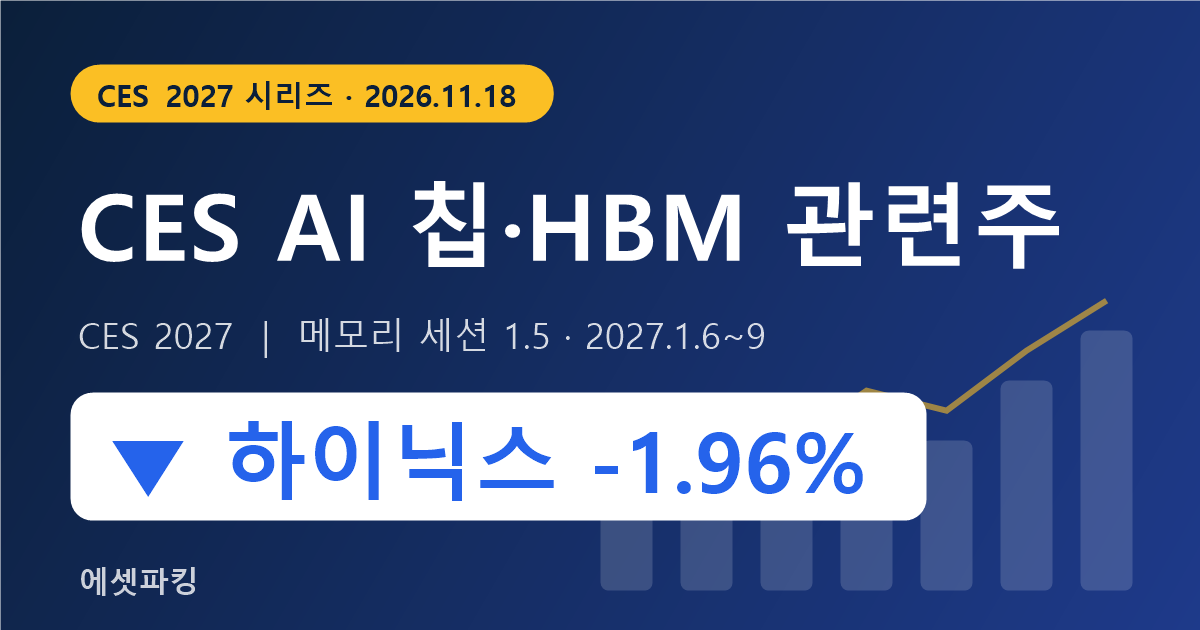 CES 2027 시리즈 · 2026.11.18
CES AI 칩·HBM 관련주
CES 2027 | 메모리 세션 1.5 · 2027.1.6~9
▼ 하이닉스 -1.96%
에셋파킹